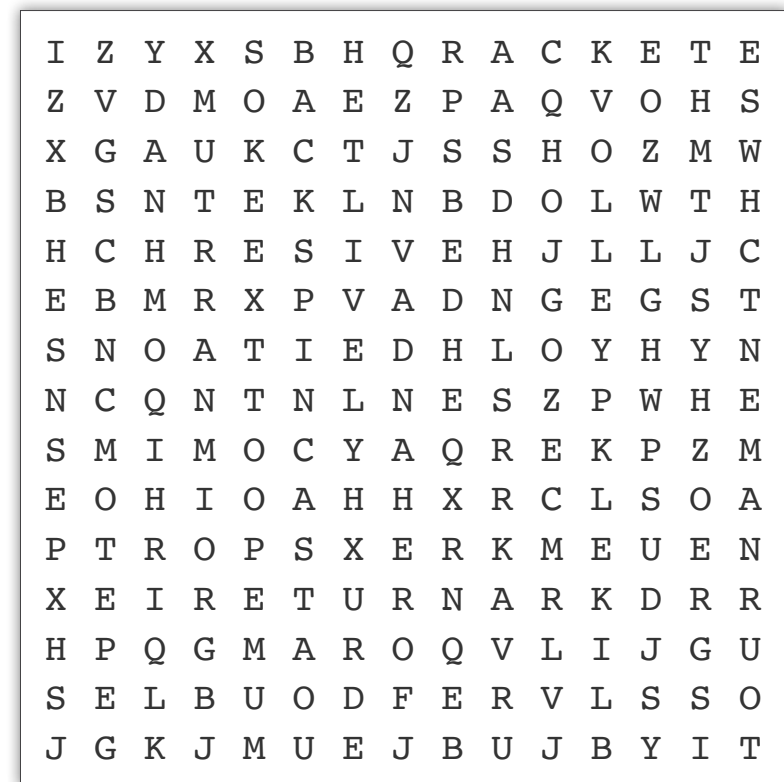 I Z Y X S B H Q R A C K E T E
Z V D M O A E Z P A Q V O H S
X G A U K C T J S S H O Z M W
B S N T E K L N B D O L W T H
H C H R E S I V E H J L L J C
E B M R X P V A D N G E G S T
S N O A T I E D H L O Y H Y N
N C Q N T N L N E S Z P W H E
S M I M O C Y A Q R E K P Z M
E O H I O A H H X R C L S O A
P T R O P S X E R K M E U E N
X E I R E T U R N A R K D R R
H P Q G M A R O Q V L I J G U
S E L B U O D F E R V L S S O
J G K J M U E J B U J B Y I T